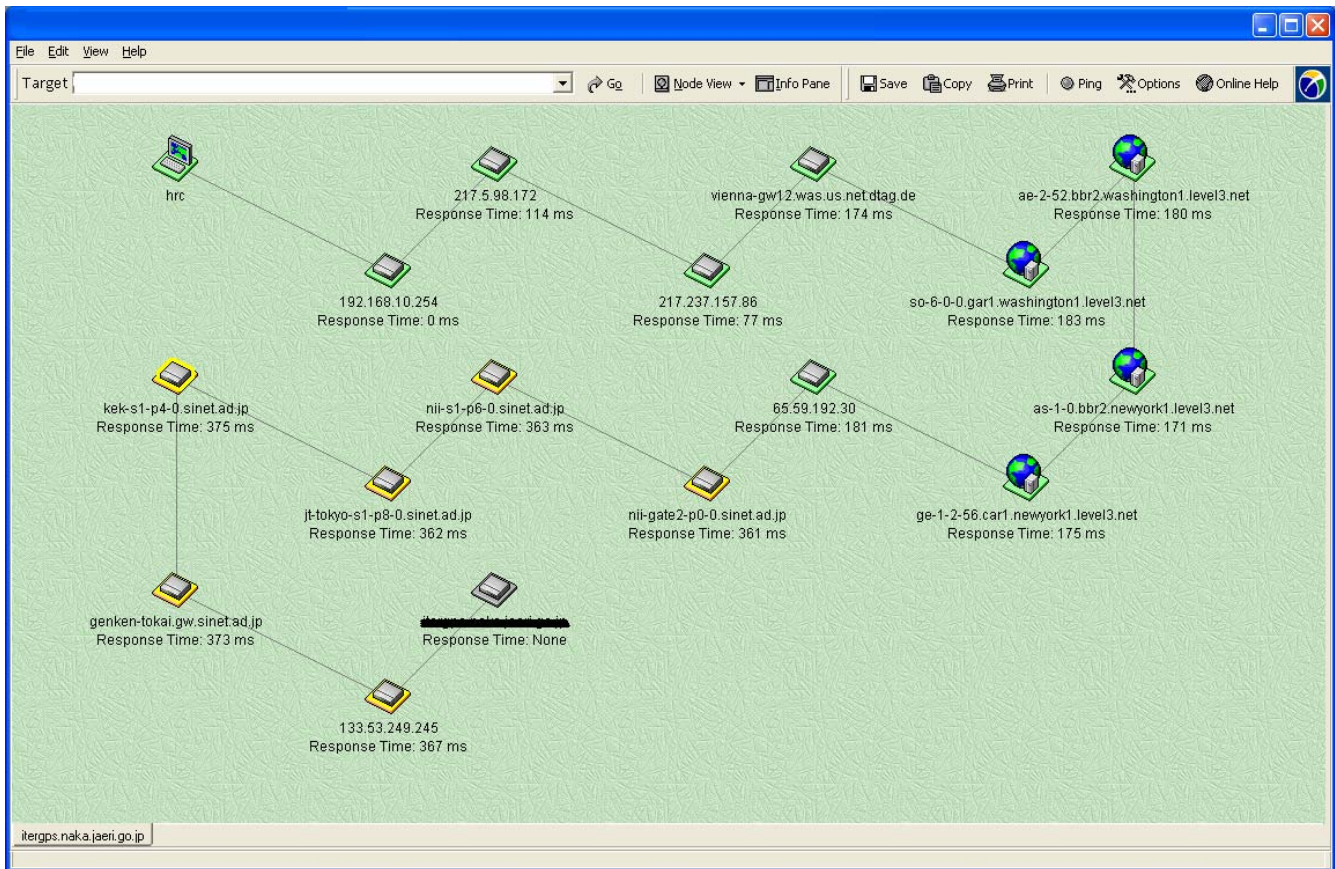 File Edit View Help
Target Go Node View Info Pane Save Copy Print Ping Options Online Help
hrc
217.5.98.172
Response Time: 114 ms
vienna-gw12.was.us.net.dtag.de
Response Time: 174 ms
ae-2-52.bbr2.washington1.level3.net
Response Time: 180 ms
192.168.10.254
Response Time: 0 ms
217.237.157.86
Response Time: 77 ms
so-6-0-0.gar1.washington1.level3.net
Response Time: 183 ms
kek-s1-p4-0.sinet.ad.jp
Response Time: 375 ms
nii-s1-p6-0.sinet.ad.jp
Response Time: 363 ms
65.59.192.30
Response Time: 181 ms
as-1-0.bbr2.newyork1.level3.net
Response Time: 171 ms
jt-tokyo-s1-p8-0.sinet.ad.jp
Response Time: 362 ms
nii-gate2-p0-0.sinet.ad.jp
Response Time: 361 ms
ge-1-2-56.car1.newyork1.level3.net
Response Time: 175 ms
genken-tokai.gw.sinet.ad.jp
Response Time: 373 ms
Response Time: None
133.53.249.245
Response Time: 367 ms
itergps.naka.jaeri.go.jp